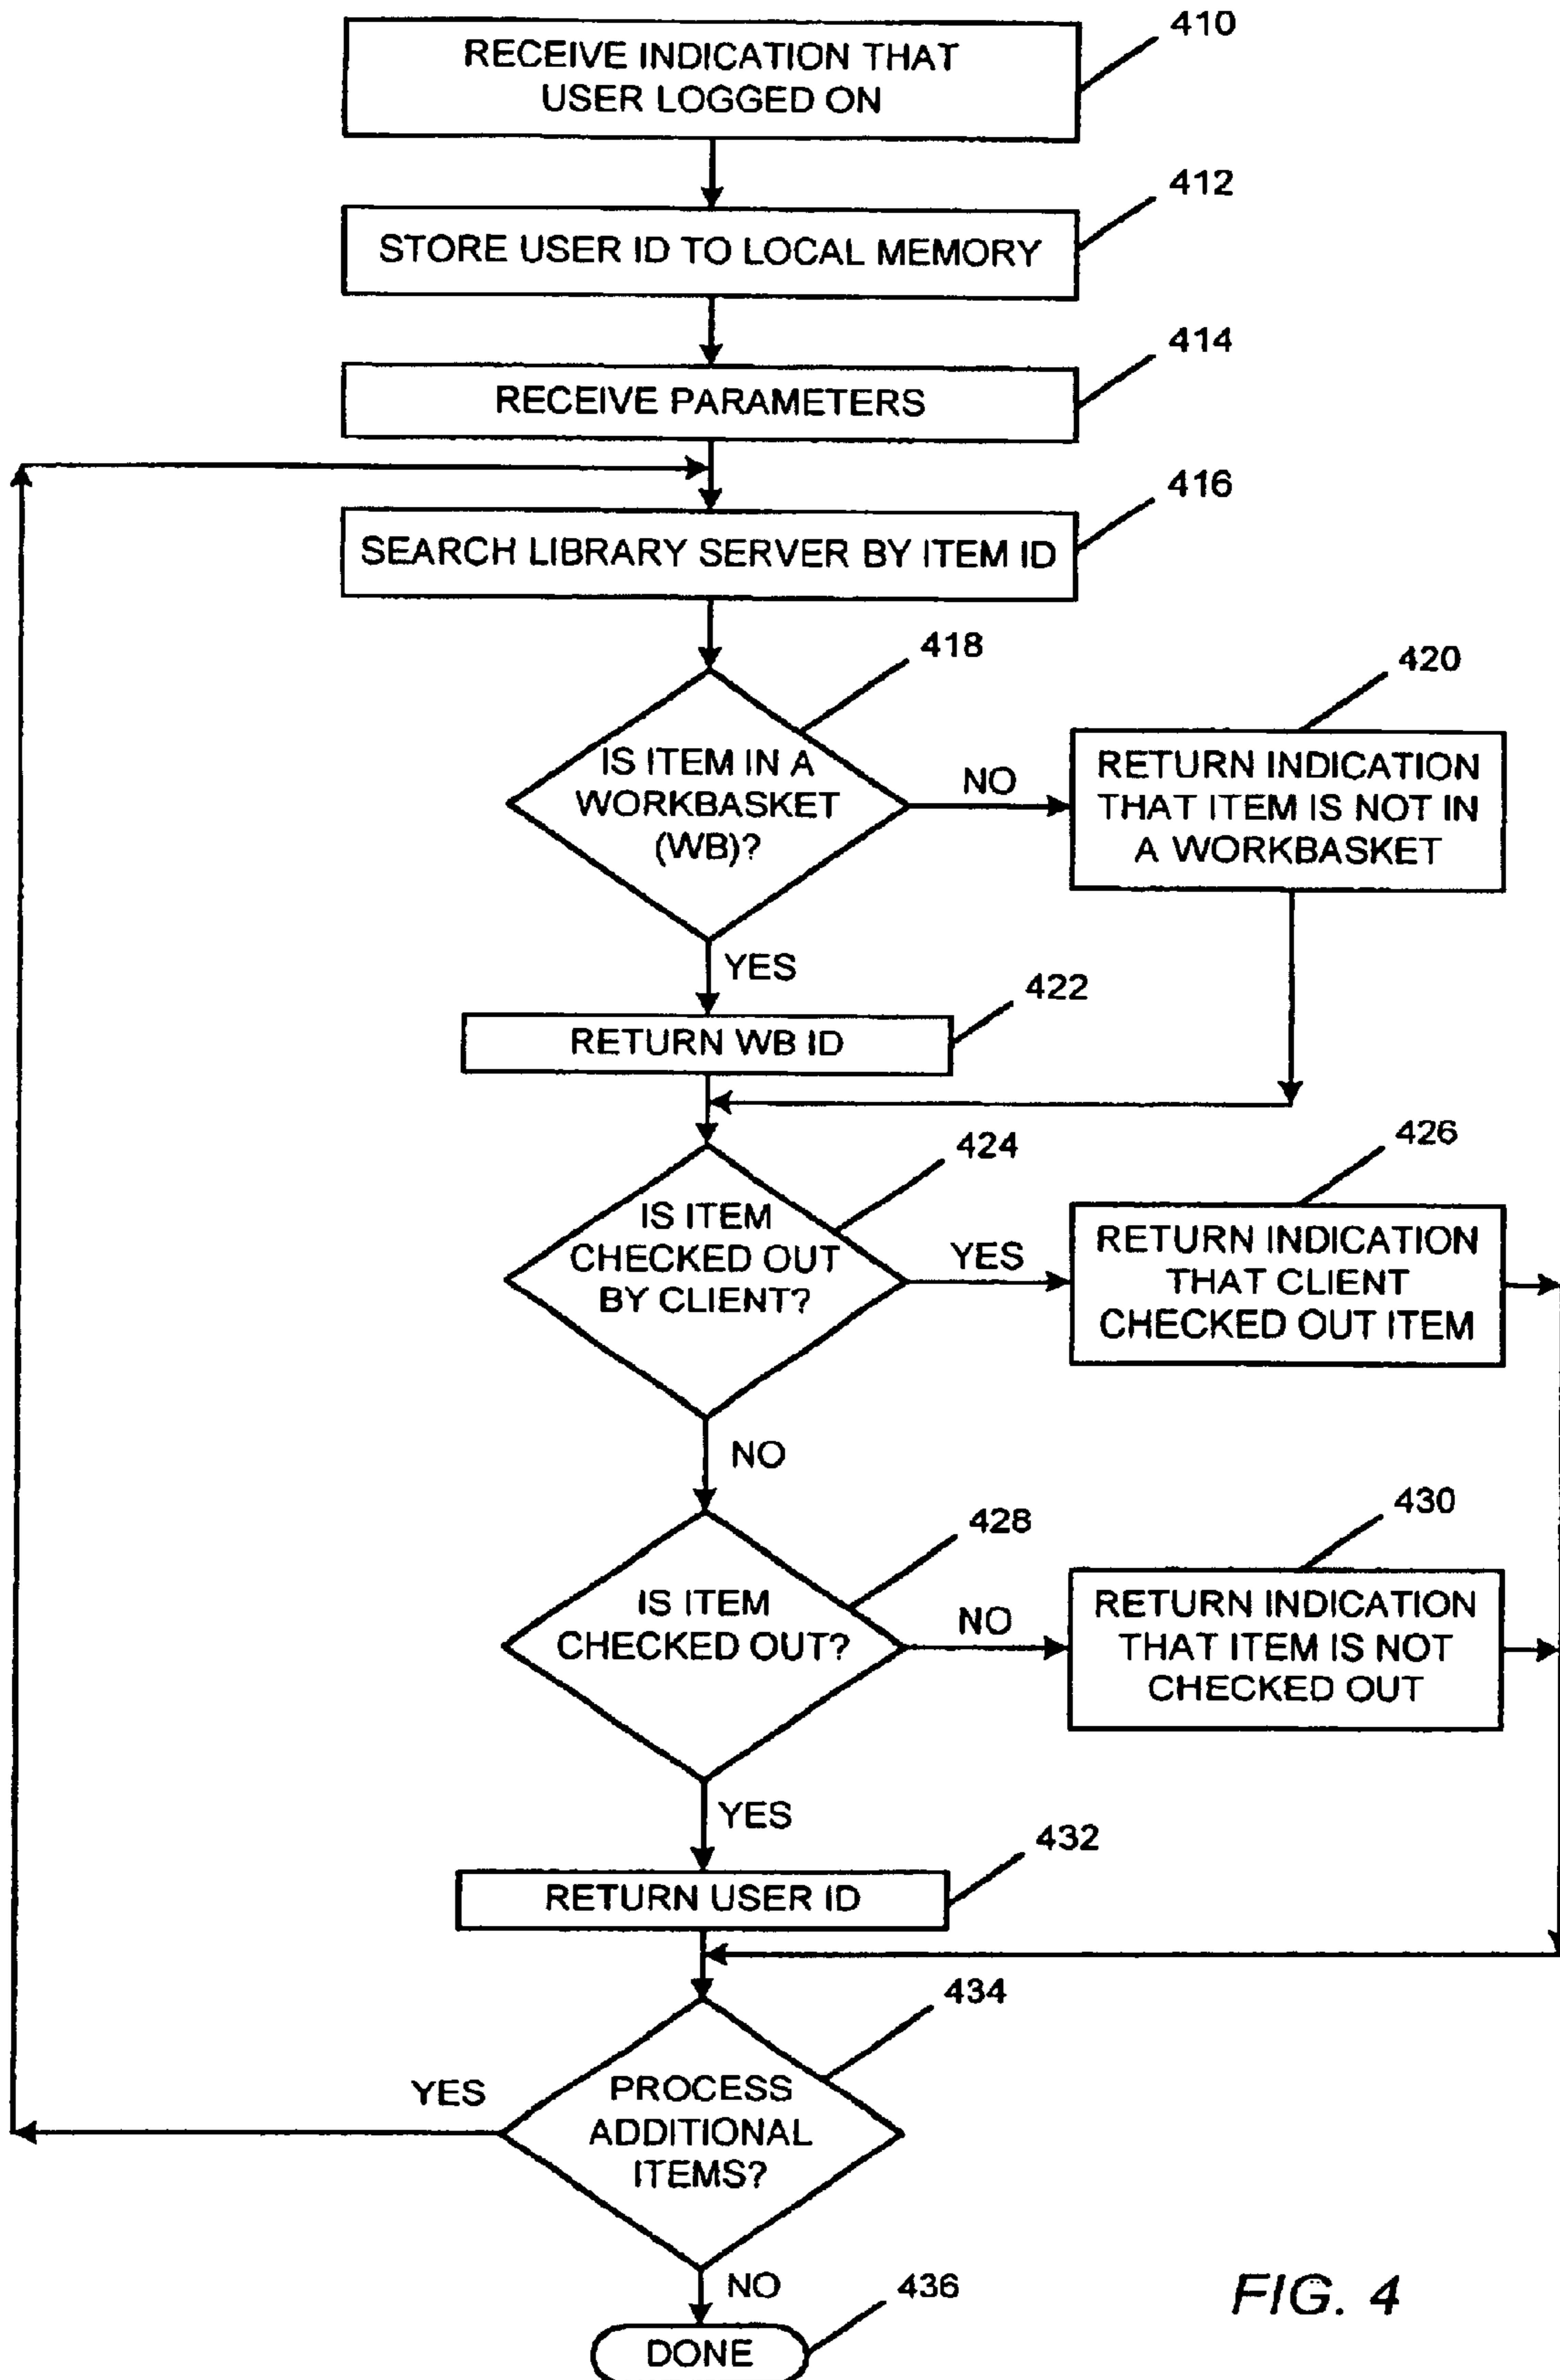 410
RECEIVE INDICATION THAT
USER LOGGED ON
412
STORE USER ID TO LOCAL MEMORY
414
RECEIVE PARAMETERS
416
SEARCH LIBRARY SERVER BY ITEM ID
418
IS ITEM IN A
WORKBASKET
(WB)?
NO
420
RETURN INDICATION
THAT ITEM IS NOT IN
A WORKBASKET
YES
422
RETURN WB ID
424
IS ITEM
CHECKED OUT
BY CLIENT?
YES
426
RETURN INDICATION
THAT CLIENT
CHECKED OUT ITEM
NO
428
IS ITEM
CHECKED OUT?
NO
430
RETURN INDICATION
THAT ITEM IS NOT
CHECKED OUT
YES
432
RETURN USER ID
434
PROCESS
ADDITIONAL
ITEMS?
YES
NO
436
DONE
FIG. 4